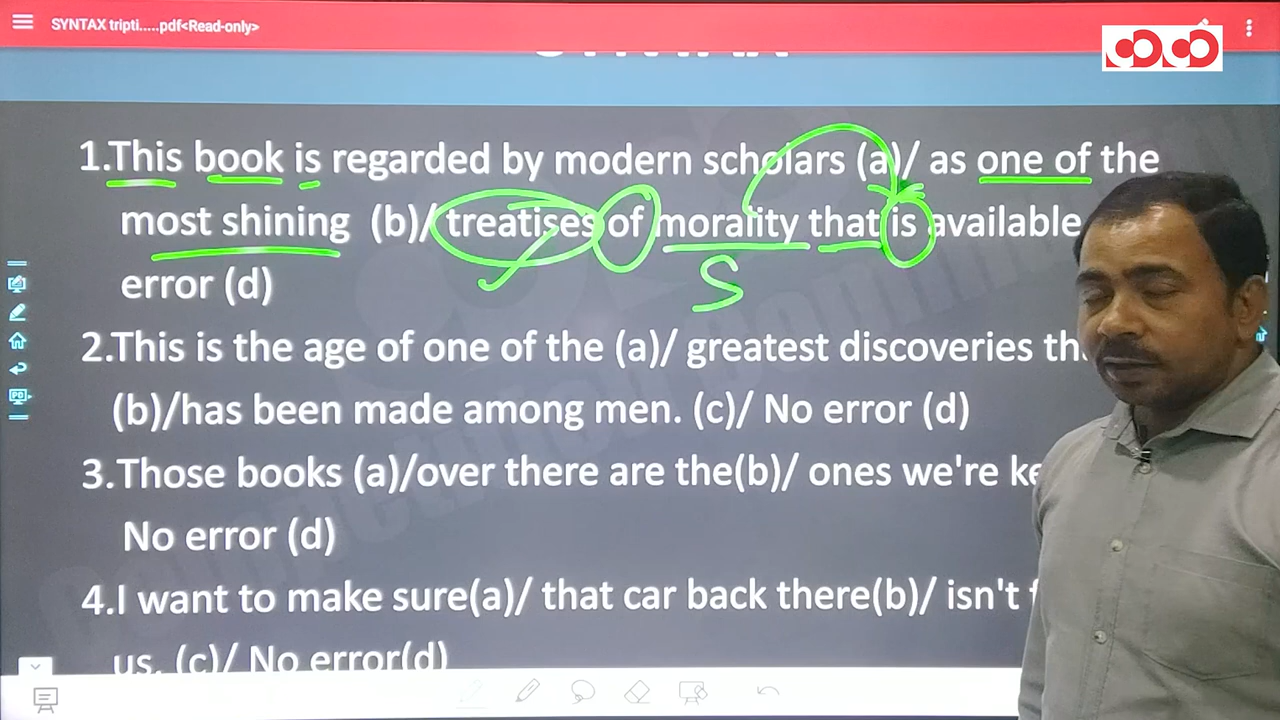 SYNTAX tripti.....pdf<Read-only>
1.This book is regarded by modern scholars (a)/ as one of the
most shining (b)/ treatises of morality that is available
S
error (d)
2.This is the age of one of the (a)/ greatest discoveries
(b)/has been made among men. (c)/ No error (d)
3.Those books (a)/over there are the(b)/ ones we're
No error (d)
4.I want to make sure(a)/ that car back there(b)/ isn't
us. (c)/ No error(d)